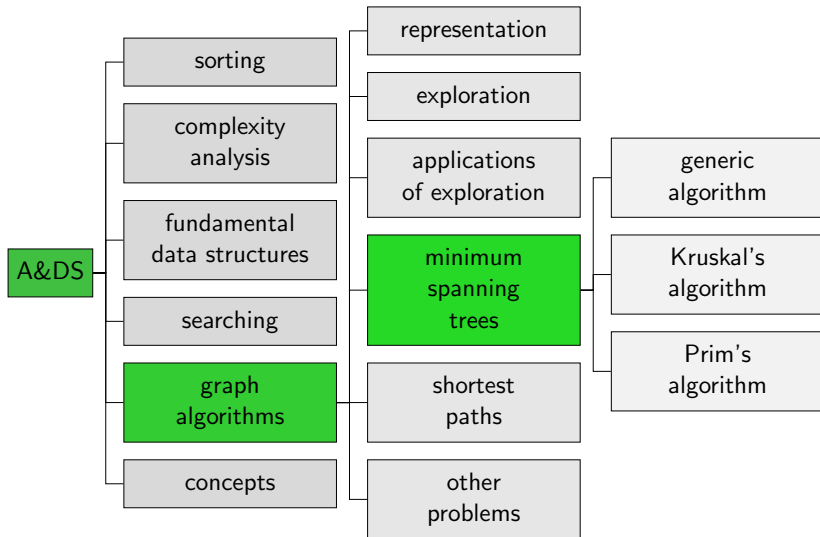 A&DS
sorting
complexity
analysis
fundamental
data structures
searching
graph
algorithms
concepts
representation
exploration
applications
of exploration
minimum
spanning
trees
shortest
paths
other
problems
generic
algorithm
Kruskal's
algorithm
Prim's
algorithm